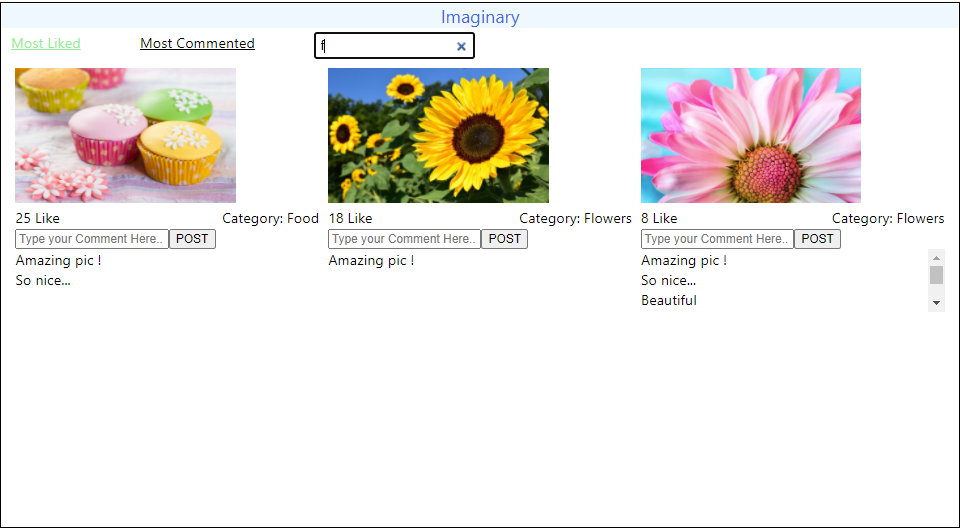 Imaginary
Most Liked Most Commented f
25 Like Category: Food 18 Like Category: Flowers 8 Like Category: Flowers
Type your Comment Here.. POST Type your Comment Here.. POST Type your Comment Here.. POST
Amazing pic ! Amazing pic ! Amazing pic !
So nice... So nice...
Beautiful